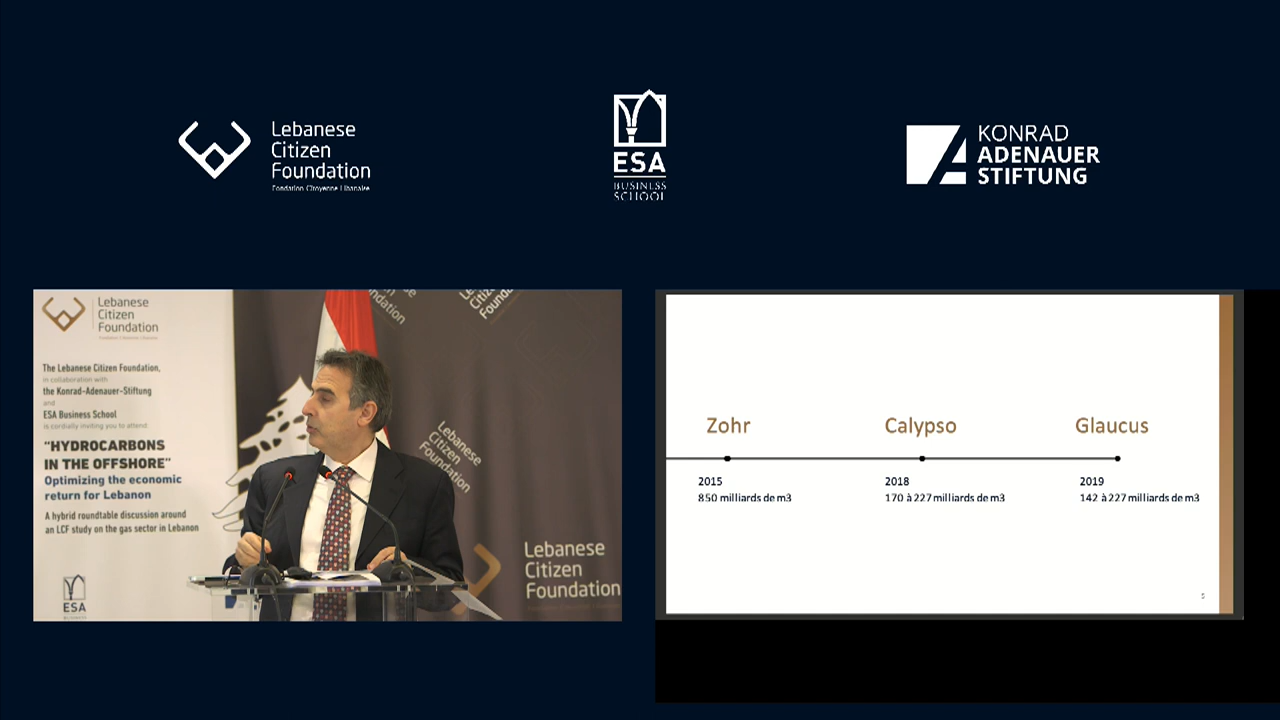 Lebanese
Citizen
Foundation
Fondation Citoyenne Libanaise
ESA
BUSINESS
SCHOOL
KONRAD
ADENAUER
STIFTUNG
Lebanese
Citizen
Foundation
The Lebanese Citizen Foundation,
in collaboration with
the Konrad-Adenauer-Stiftung
and
ESA Business School
is cordially inviting you to attend:
"HYDROCARBONS
IN THE OFFSHORE"
Optimizing the economic
return for Lebanon
A hybrid roundtable discussion around
an LCF study on the gas sector in Lebanon
ESA
Lebanese
Citizen
Foundation
Lebanese
Citizen
Foundation
Zohr
Calypso
Glaucus
2015
850 milliards de m3
2018
170 à 227 milliards de m3
2019
142 à 227 milliards de m3
5